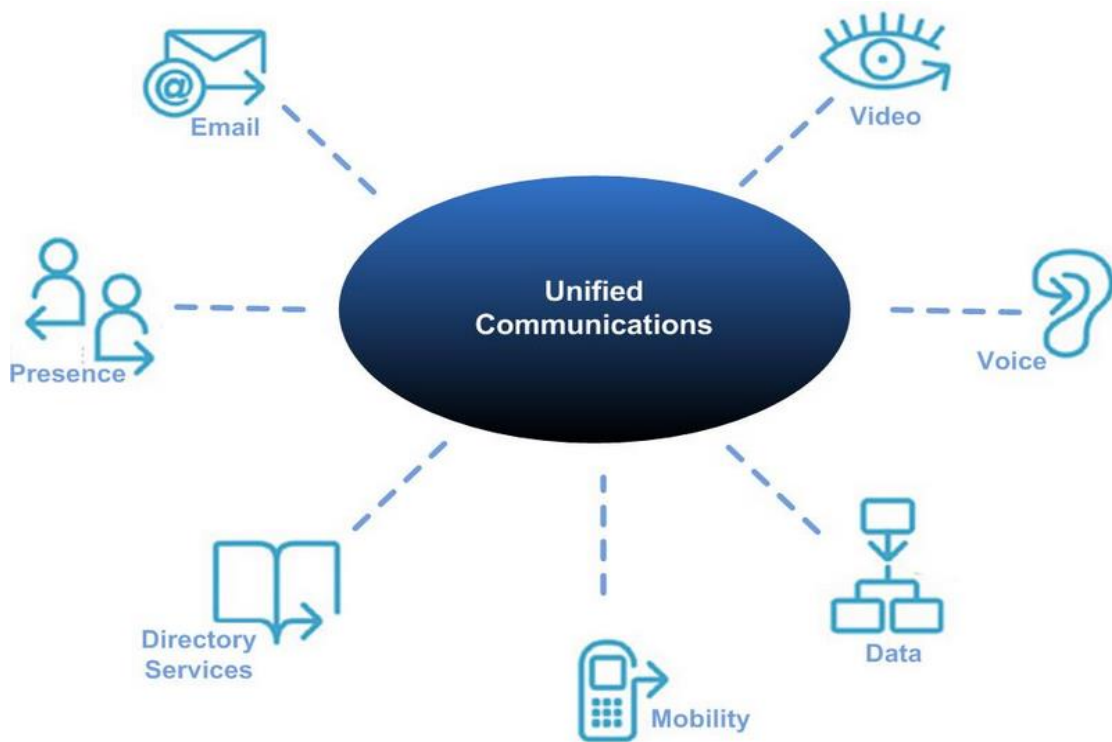 @
Email
Video
Unified
Communications
Presence
Voice
Directory
Services
Data
Mobility